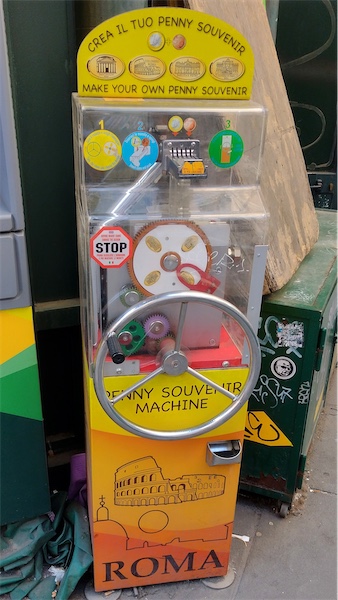 CREA IL TUO PENNY SOUVENIR
MAKE YOUR OWN PENNY SOUVENIR
1
2
3
STOP
PENNY SOUVENIR
MACHINE
ROMA